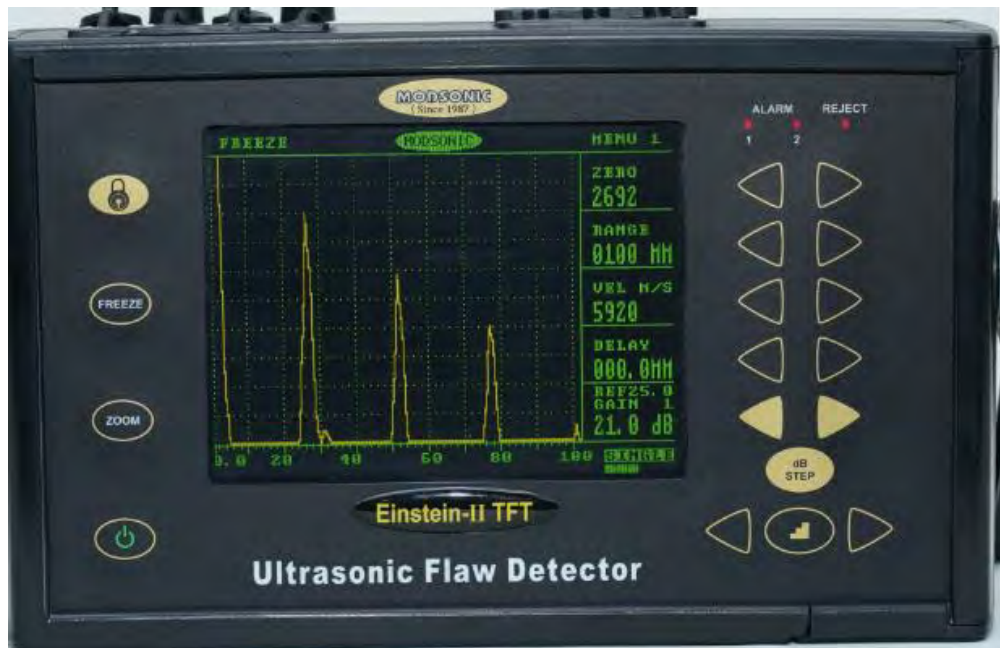 MODSONIC
(Since 1987)
ALARM REJECT
1 2
FREEZE MODSONIC MENU 1
ZERO
2692
RANGE
0100 MM
VEL M/S
5920
DELAY
000.0MM
REF25.0
GAIN 1
21.0 dB
0.0 20 40 60 80 100 SINGLE
FREEZE
ZOOM
dB
STEP
Einstein-II TFT
Ultrasonic Flaw Detector